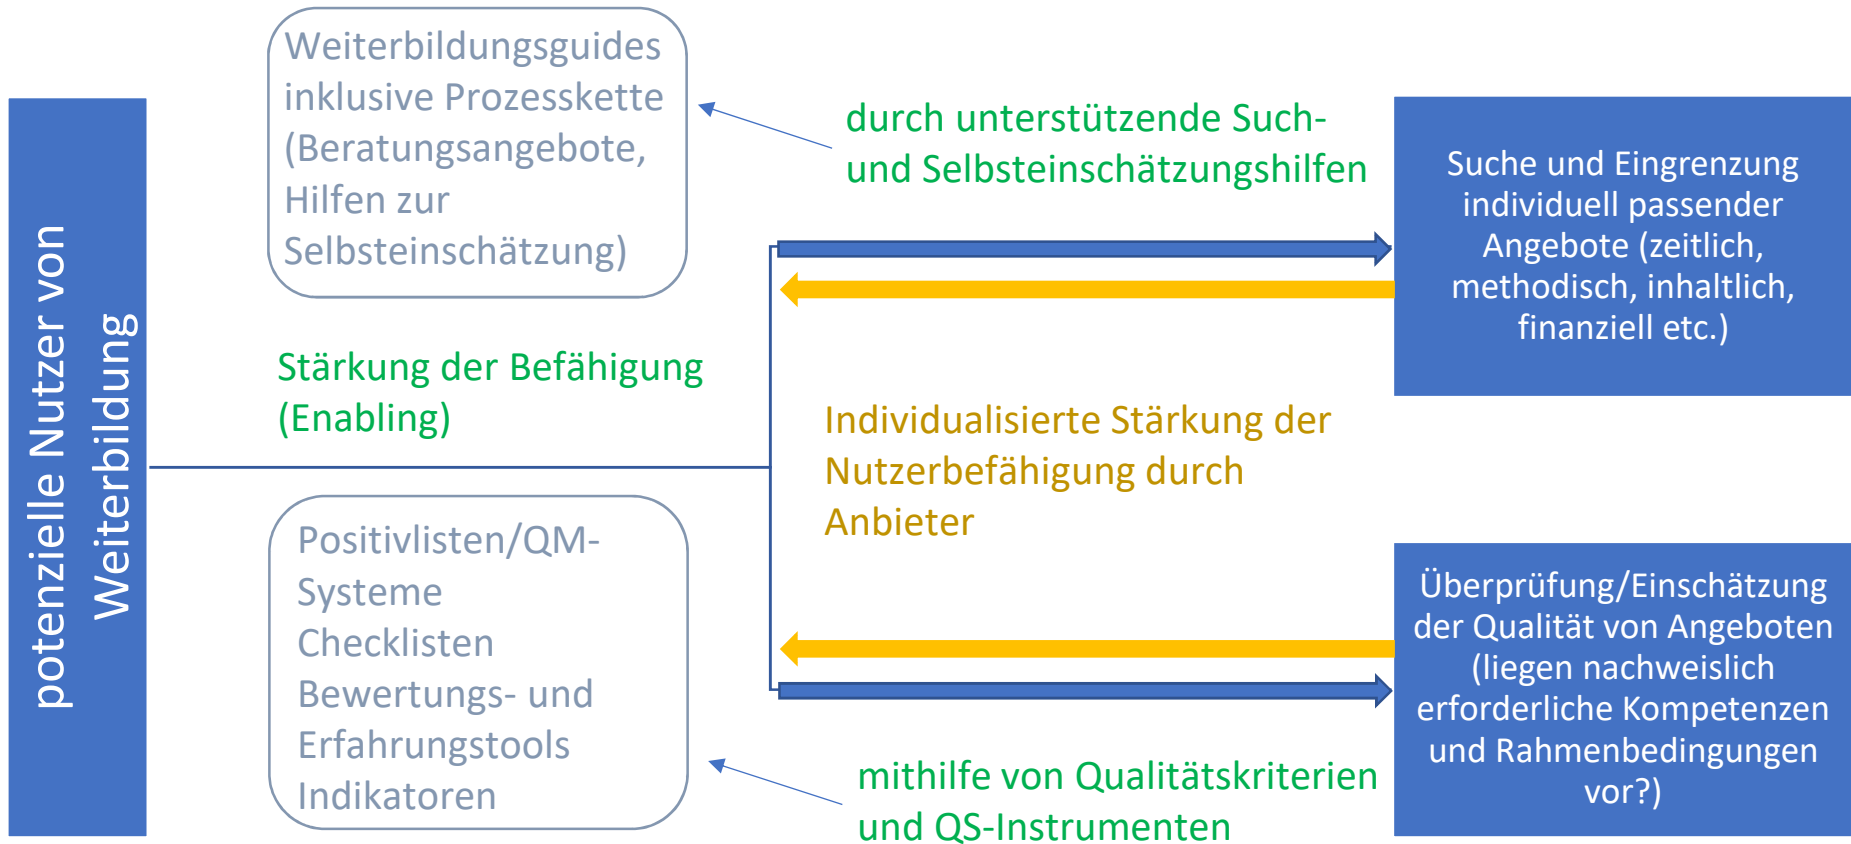 potenzielle Nutzer von
Weiterbildung
Weiterbildungsguides
inklusive Prozesskette
(Beratungsangebote,
Hilfen zur
Selbsteinschätzung)
durch unterstützende Such-
und Selbsteinschätzungshilfen
Suche und Eingrenzung
individuell passender
Angebote (zeitlich,
methodisch, inhaltlich,
finanziell etc.)
Stärkung der Befähigung
(Enabling)
Individualisierte Stärkung der
Nutzerbefähigung durch
Anbieter
Positivlisten/QM-
Systeme
Checklisten
Bewertungs- und
Erfahrungstools
Indikatoren
mithilfe von Qualitätskriterien
und QS-Instrumenten
Überprüfung/Einschätzung
der Qualität von Angeboten
(liegen nachweislich
erforderliche Kompetenzen
und Rahmenbedingungen
vor?)